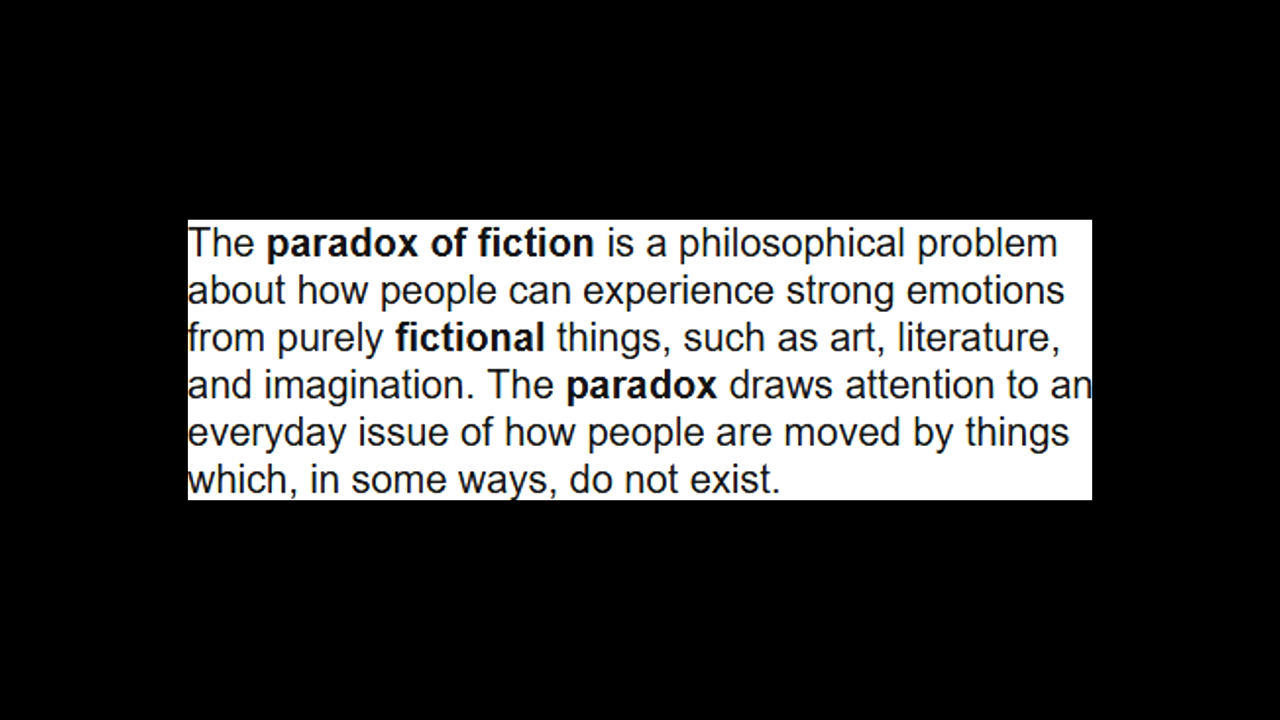 The paradox of fiction is a philosophical problem
about how people can experience strong emotions
from purely fictional things, such as art, literature,
and imagination. The paradox draws attention to an
everyday issue of how people are moved by things
which, in some ways, do not exist.